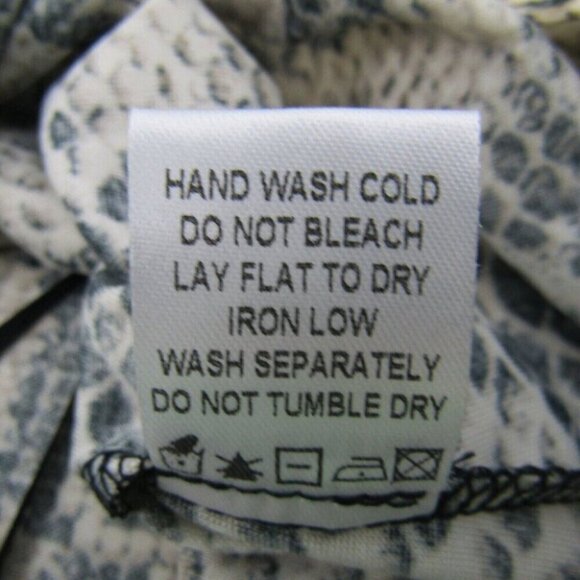 HAND WASH COLD
DO NOT BLEACH
LAY FLAT TO DRY
IRON LOW
WASH SEPARATELY
DO NOT TUMBLE DRY